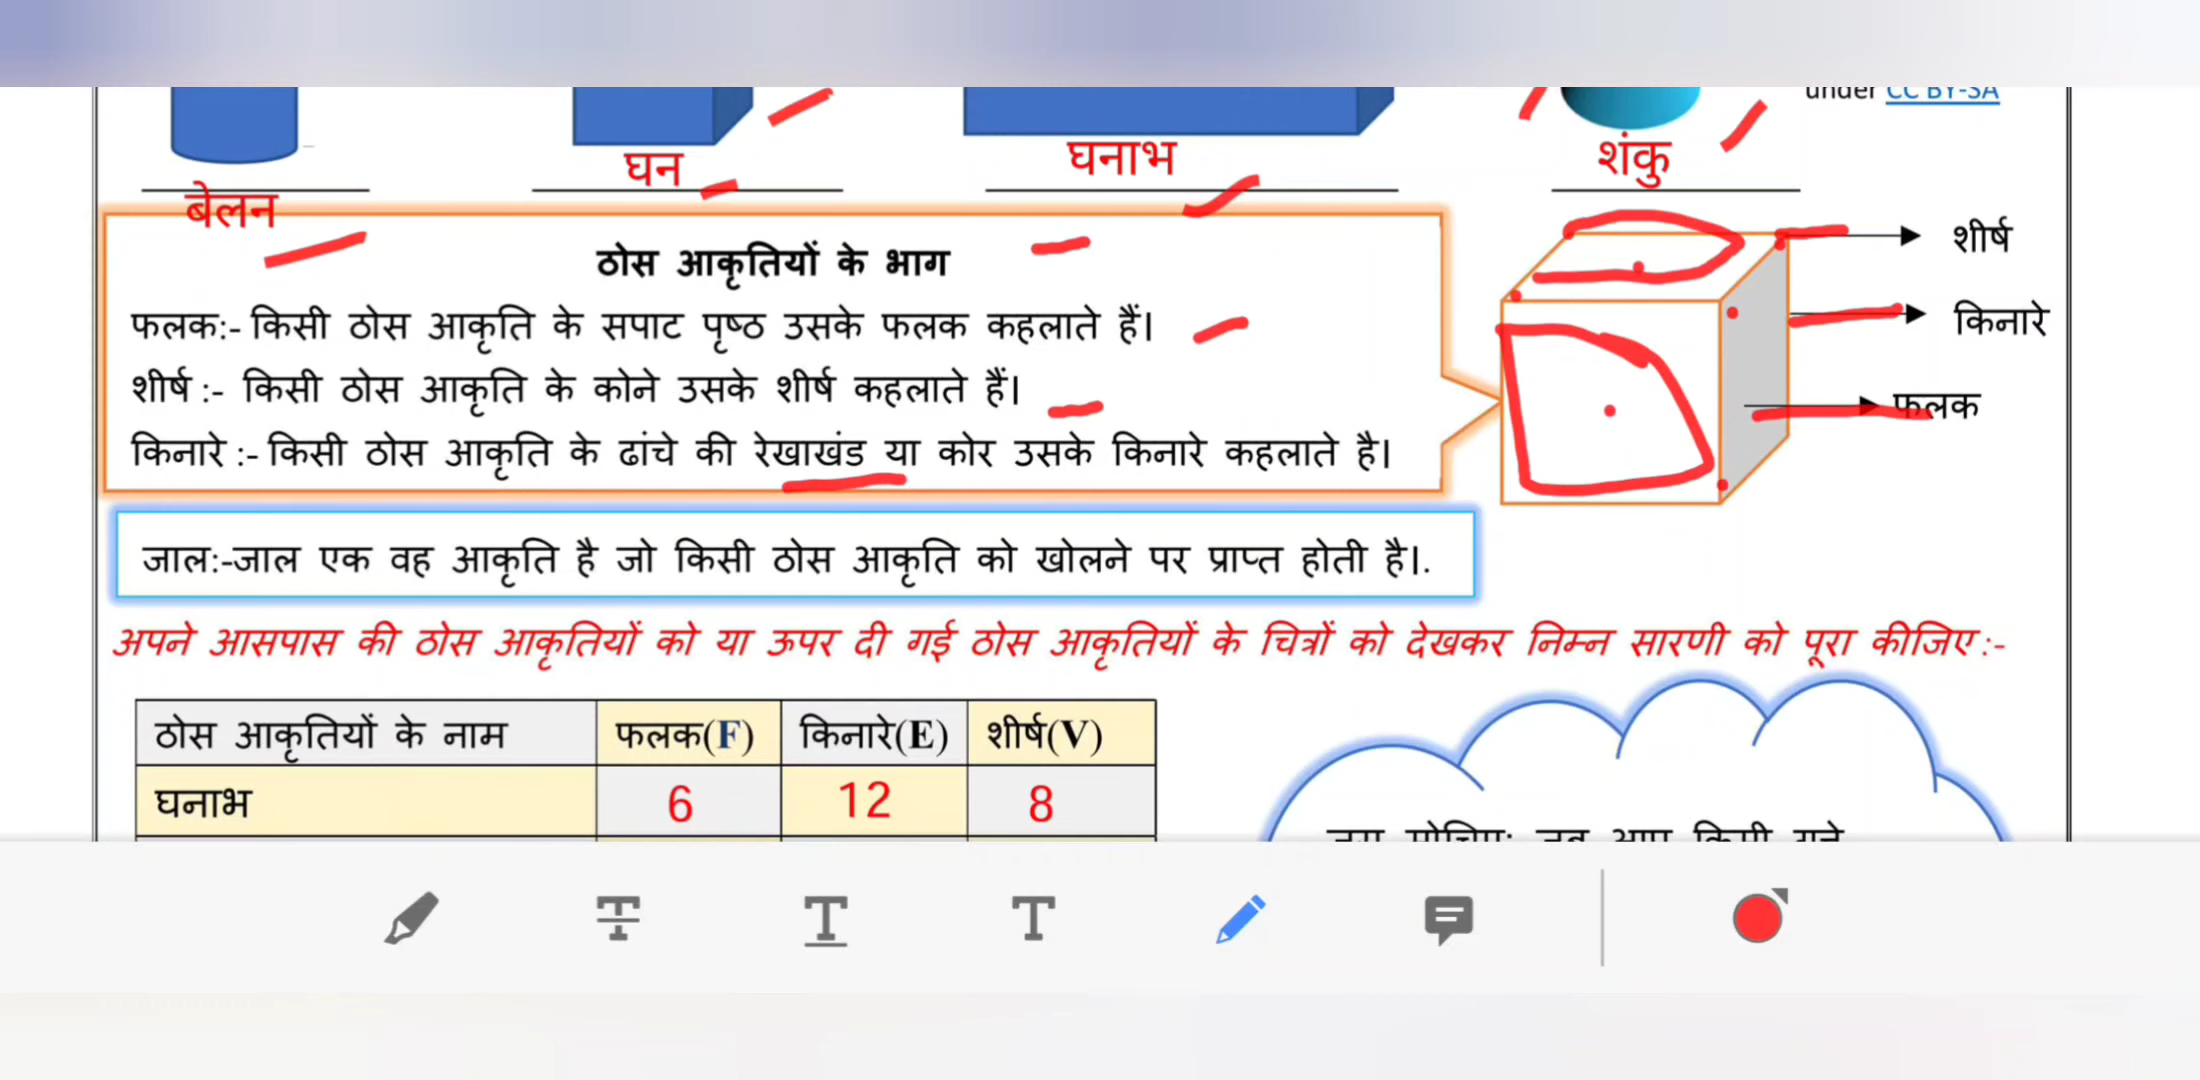 under CC BY-SA
बेलन
घन
घनाभ
शंकु
ठोस आकृतियों के भाग
फलक:- किसी ठोस आकृति के सपाट पृष्ठ उसके फलक कहलाते हैं।
शीर्ष :- किसी ठोस आकृति के कोने उसके शीर्ष कहलाते हैं।
किनारे :- किसी ठोस आकृति के ढांचे की रेखाखंड या कोर उसके किनारे कहलाते है।
शीर्ष
किनारे
फलक
जाल:-जाल एक वह आकृति है जो किसी ठोस आकृति को खोलने पर प्राप्त होती है।.
अपने आसपास की ठोस आकृतियों को या ऊपर दी गई ठोस आकृतियों के चित्रों को देखकर निम्न सारणी को पूरा कीजिए:-
ठोस आकृतियों के नाम फलक(F) किनारे(E) शीर्ष(V)
घनाभ 6 12 8